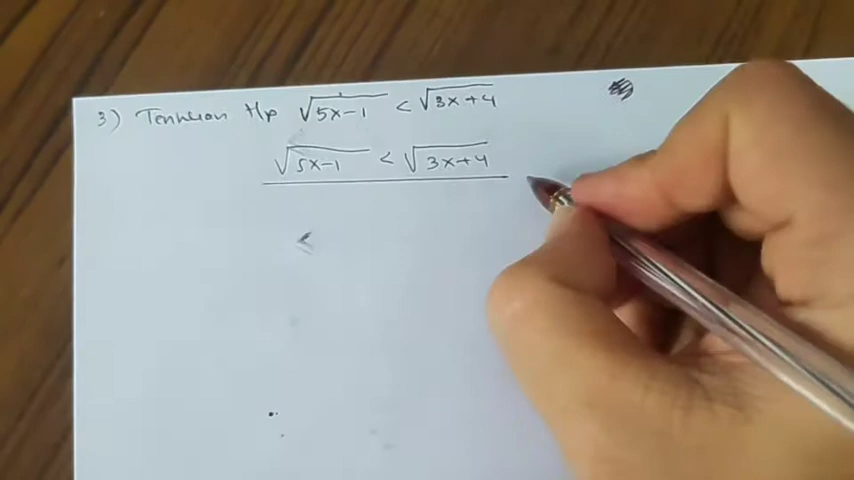 3) Tentukan Hp √5x-1 < √3x+4
√5x-1 < √3x+4
<